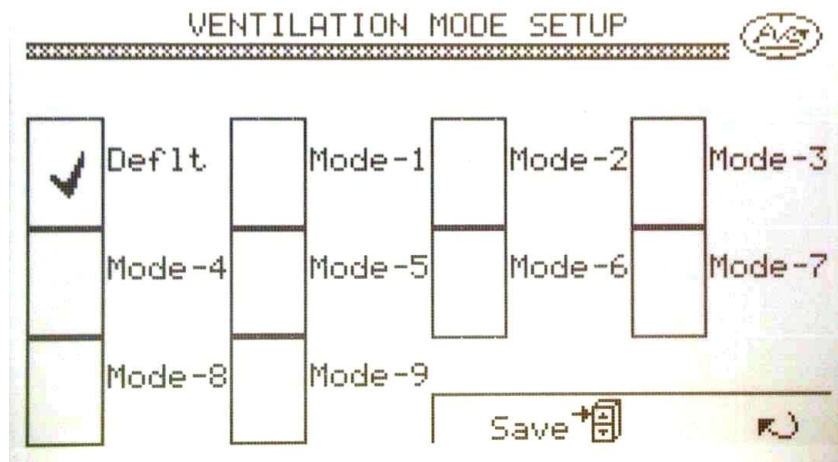 VENTILATION MODE SETUP
Deflt Mode-1 Mode-2 Mode-3
Mode-4 Mode-5 Mode-6 Mode-7
Mode-8 Mode-9
Save